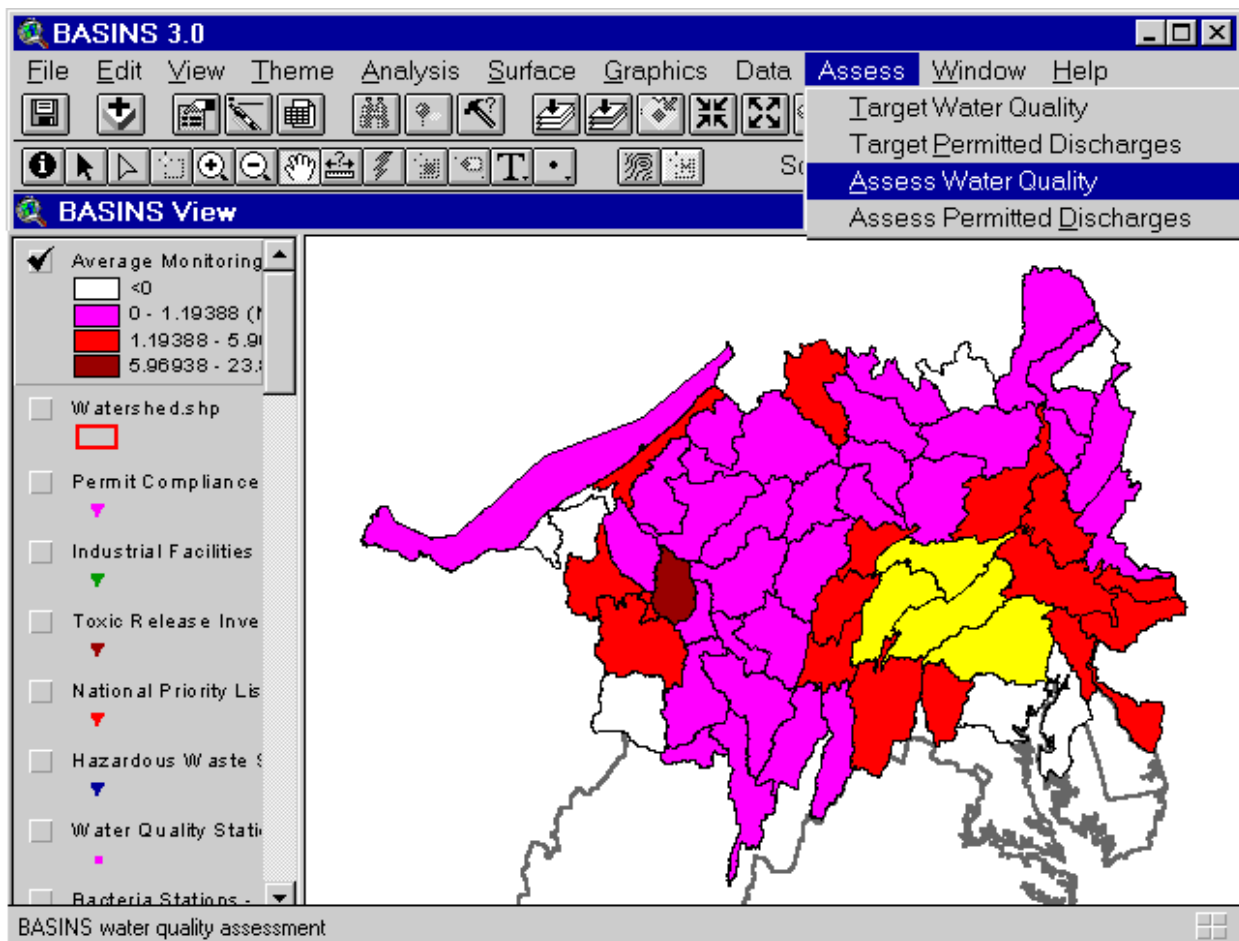 BASINS 3.0
File Edit View Theme Analysis Surface Graphics Data Assess Window Help
Target Water Quality
Target Permitted Discharges
Assess Water Quality
Assess Permitted Discharges
BASINS View
Average Monitoring
<0
0 - 1.19388
1.19388 - 5.9
5.96938 - 23.
Watershed.shp
Permit Compliance
Industrial Facilities
Toxic Release Inve
National Priority Lis
Hazardous Waste S
Water Quality Stati
Bacteria Stations -
BASINS water quality assessment